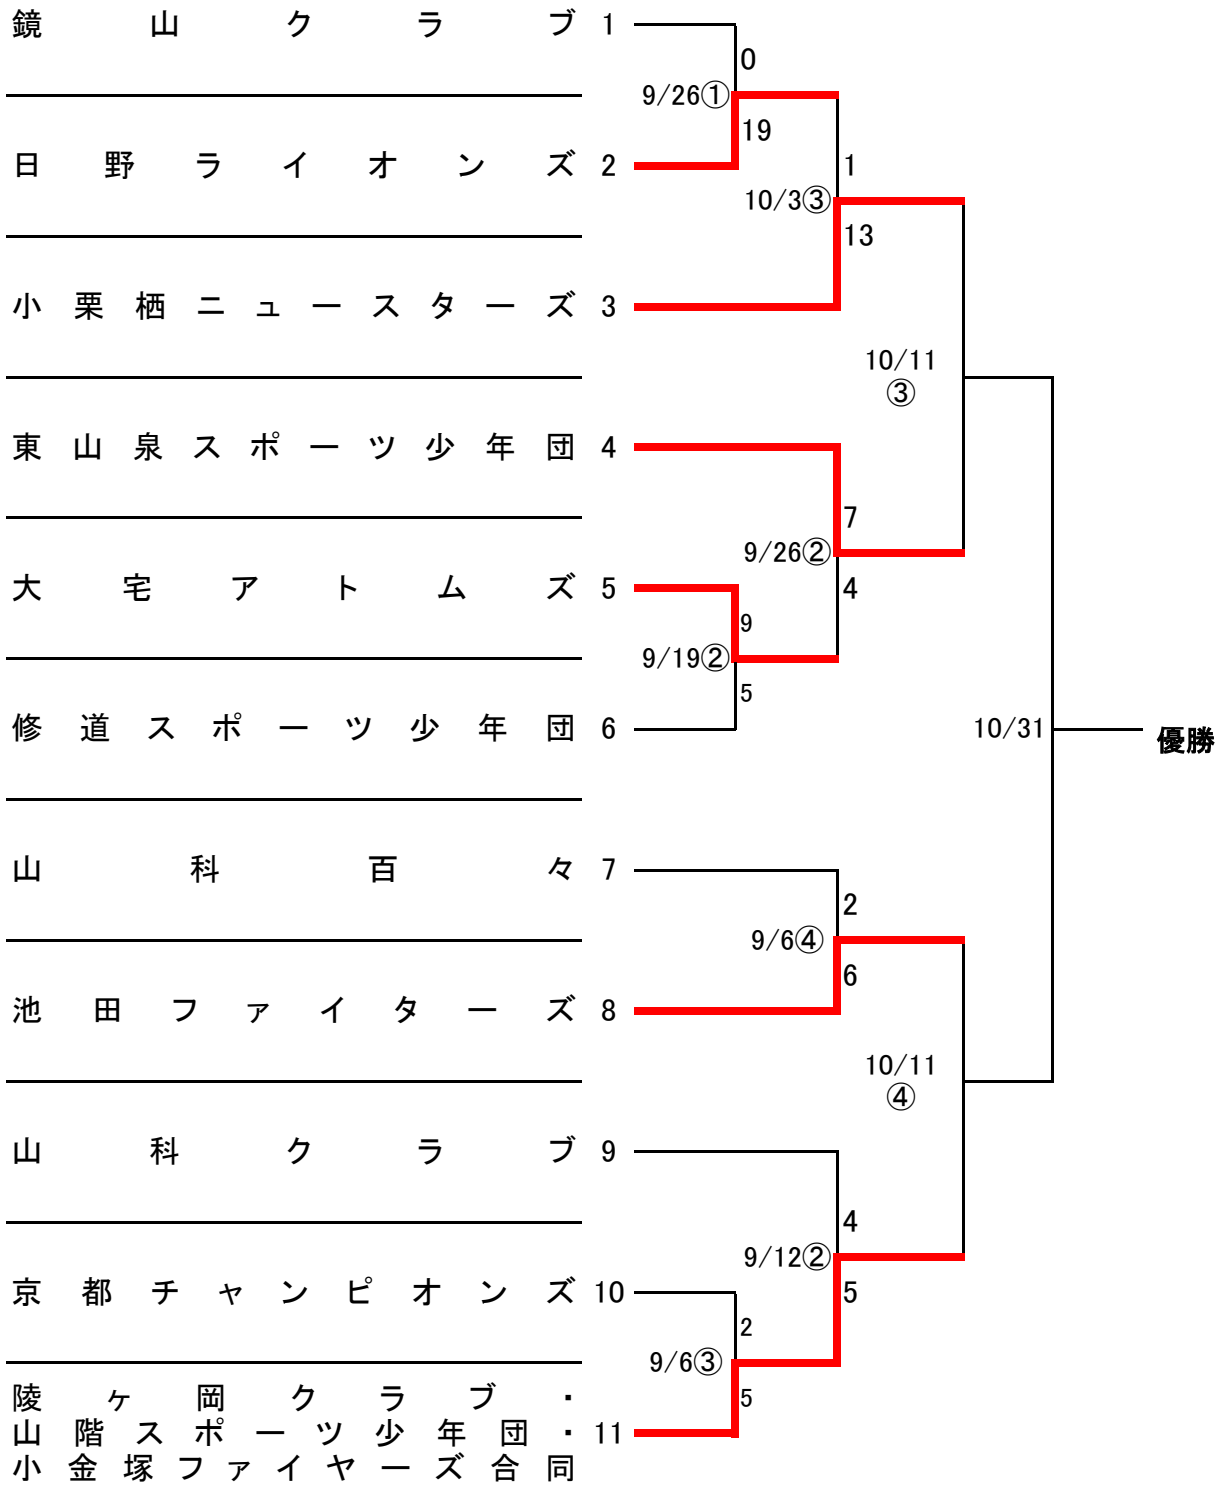 鏡山クラブ 1
0
9/26①
19
日野ライオンズ 2
1
10/3③
13
小栗栖ニュースターズ 3
10/11
③
東山泉スポーツ少年団 4
7
9/26②
4
大宅アトムズ 5
9
9/19②
5
修道スポーツ少年団 6
10/31
優勝
山科百々 7
2
9/6④
6
池田ファイターズ 8
10/11
④
山科クラブ 9
4
9/12②
5
京都チャンピオンズ 10
2
9/6③
5
陵ヶ岡クラブ・
山階スポーツ少年団・ 11
小金塚ファイヤーズ合同